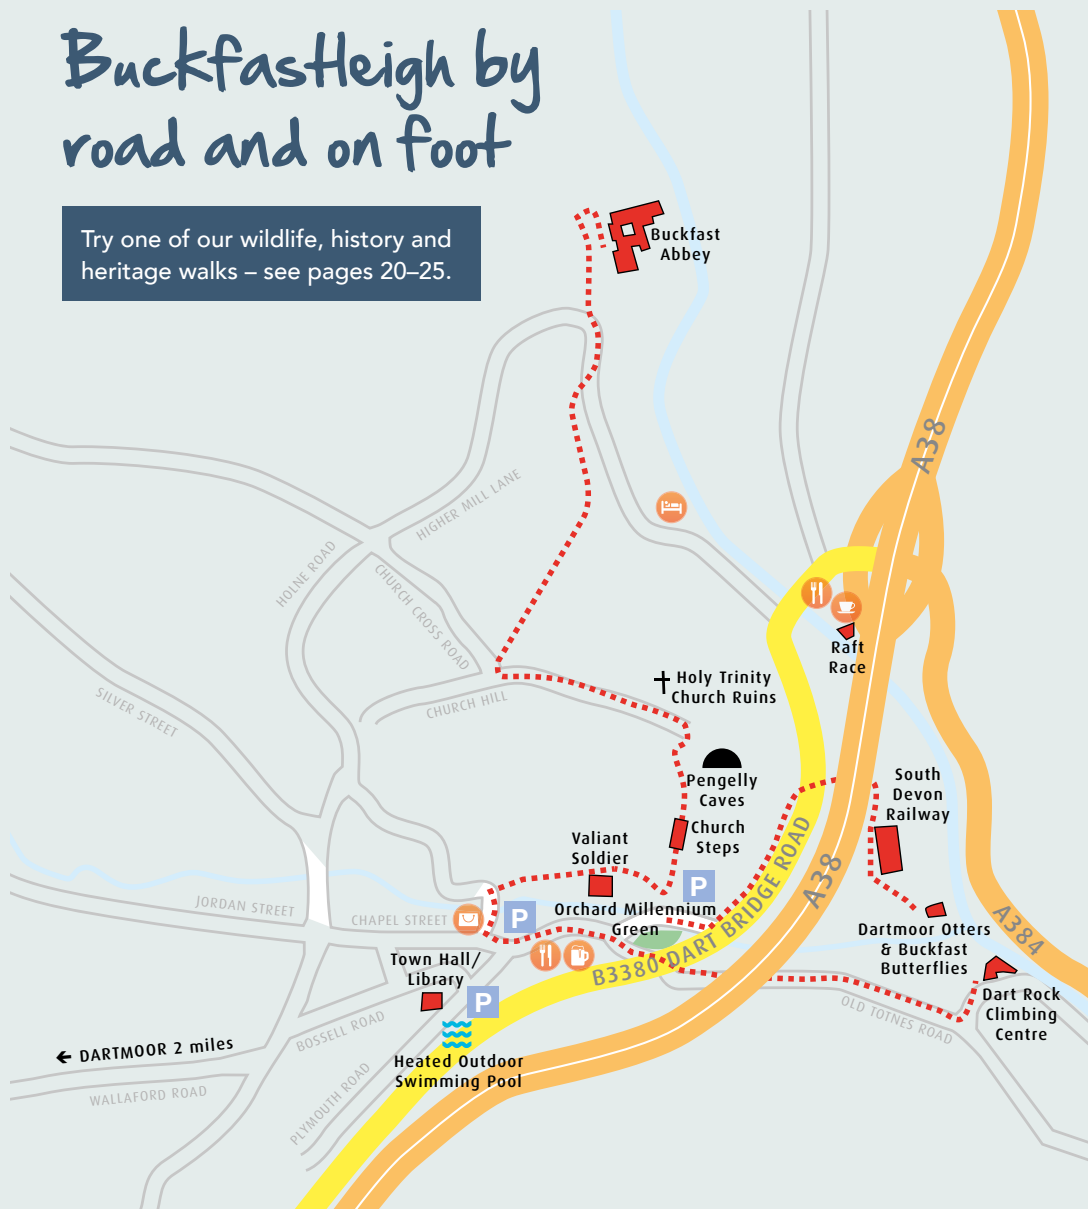 Buckfastleigh by
road and on foot
Try one of our wildlife, history and
heritage walks – see pages 20–25.
Buckfast
Abbey
A38
HIGHER MILL LANE
HOLNE ROAD
CHURCH CROSS ROAD
Raft
Race
Holy Trinity
Church Ruins
CHURCH HILL
SILVER STREET
Pengelly
Caves
South
Devon
Railway
Church
Steps
Valiant
Soldier
P
A38
JORDAN STREET
CHAPEL STREET
P
Orchard Millennium
Green
B3380 DART BRIDGE ROAD
A384
Dartmoor Otters
& Buckfast
Butterflies
Town Hall/
Library
P
Dart Rock
Climbing
Centre
OLD TOTNES ROAD
BOSSELL ROAD
DARTMOOR 2 miles
Heated Outdoor
Swimming Pool
WALLAFORD ROAD
PLYMOUTH ROAD